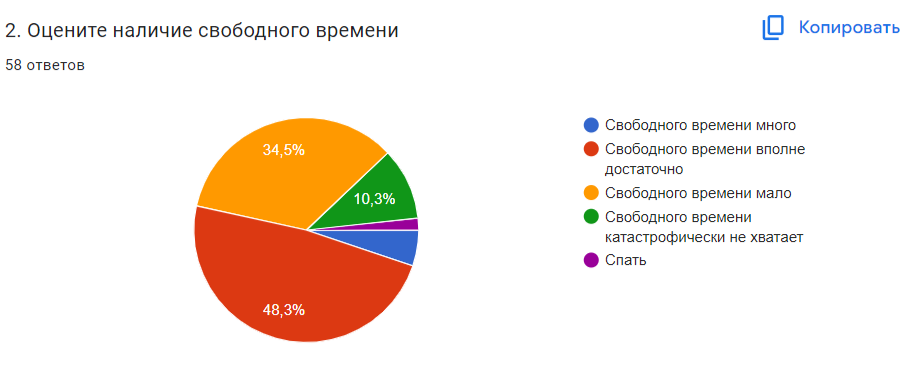 2. Оцените наличие свободного времени
Копировать
58 ответов
34,5%
10,3%
48,3%
Свободного времени много
Свободного времени вполне
достаточно
Свободного времени мало
Свободного времени
катастрофически не хватает
Спать